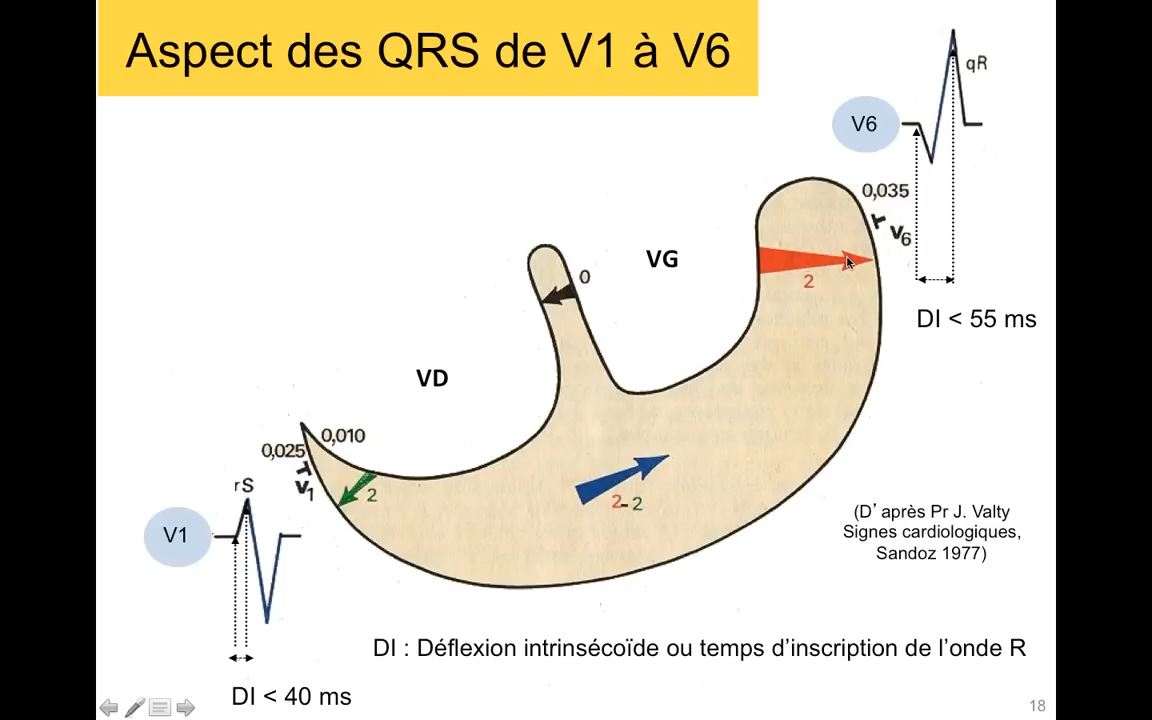 Aspect des QRS de V1 à V6
qR
V6
0,035
V6
VG
0
2
DI < 55 ms
VD
0,010
0,025
V1
2
rS
V1
2-2
(D’après Pr J. Valty
Signes cardiologiques,
Sandoz 1977)
DI : Déflexion intrinsécoïde ou temps d’inscription de l’onde R
DI < 40 ms
18